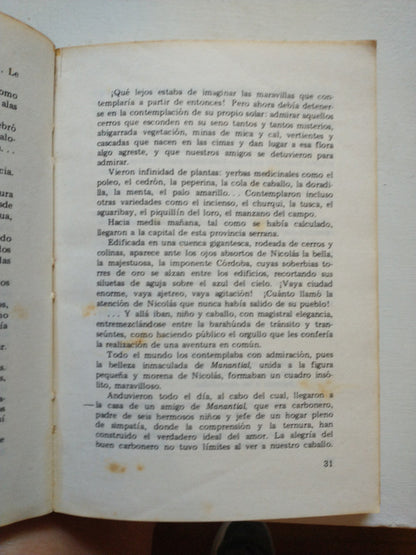 . Le
omo
alas
ebró
alo-
...
cia.
ura
ua,
¡Qué lejos estaba de imaginar las maravillas que con-
templaría a partir de entonces! Pero ahora debía detener-
se en la contemplación de su propio solar: admirar aquellos
cerros que esconden en su seno tantos y tantos misterios,
abigarrada vegetación, minas de mica y cal, vertientes y
cascadas que nacen en las cimas y dan lugar a esa flora
algo agreste, y que nuestros amigos se detuvieron para
admirar.
Vieron infinidad de plantas: yerbas medicinales como el
poleo, el cedrón, la peperina, la cola de caballo, la doradi-
lla, la menta, el palo amarillo... Contemplaron incluso
otras variedades como el incienso, el churqui, la tusca, el
aguaribay, el piquillín del loro, el manzano del campo.
Hacia media mañana, tal como se había calculado,
llegaron a la capital de esta provincia serrana.
Edificada en una cuenca gigantesca, rodeada de cerros y
colinas, aparece ante los ojos absortos de Nicolás la bella,
la majestuosa, la imponente Córdoba, cuyas soberbias to-
rres de oro se alzan entre los edificios, recortando sus
siluetas de aguja sobre el azul del cielo. ¡Vaya ciudad
enorme, vaya ajetreo, vaya agitación! ¡Cuánto llamó la
atención de Nicolás que nunca había salido de su pueblo!
... Y allá iban, niño y caballo, con magistral elegancia,
entremezclándose entre la barahúnda de tránsito y tran-
seúntes, como haciendo público el orgullo que les confería
la realización de una aventura en común.
Todo el mundo los contemplaba con admiración, pues
la belleza inmaculada de Manantial, unida a la figura
pequeña y morena de Nicolás, formaban un cuadro insó-
lito, maravilloso.
Anduvieron todo el día, al cabo del cual, llegaron a
la casa de un amigo de Manantial, que era carbonero,
padre de seis hermosos niños y jefe de un hogar pleno
de simpatía, donde la comprensión y la ternura, han
construido el verdadero ideal del amor. La alegría del
buen carbonero no tuvo límites al ver a nuestro caballo.
31